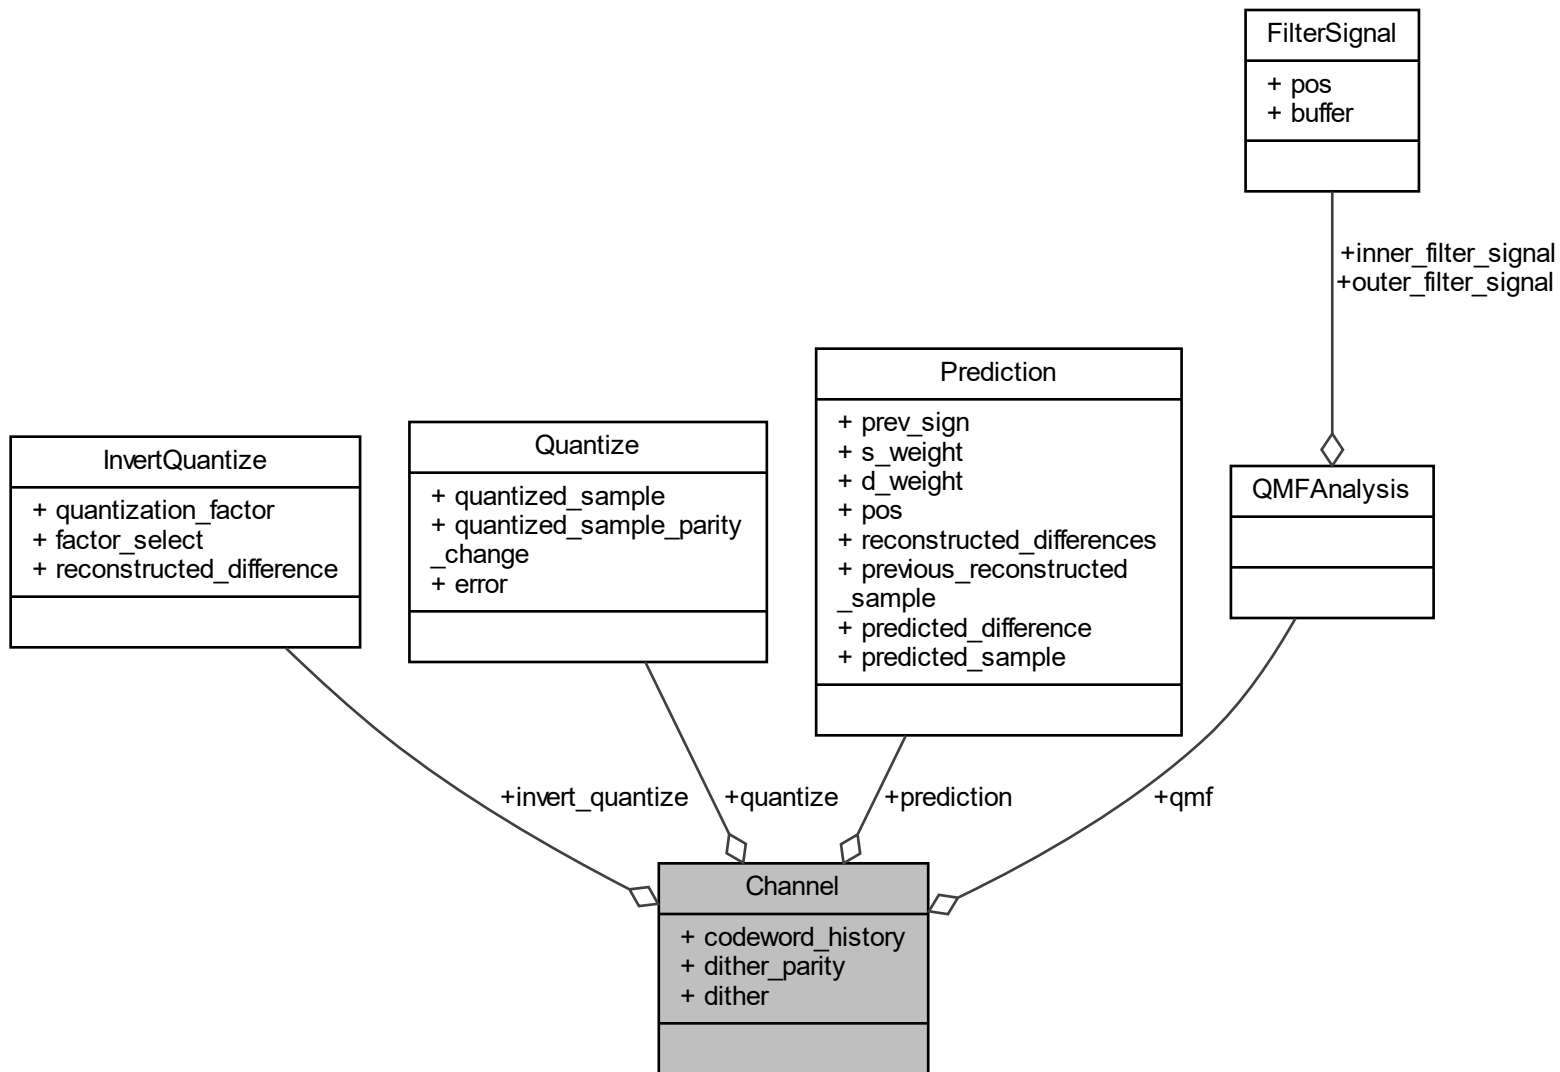 FilterSignal
+ pos
+ buffer
+inner_filter_signal
+outer_filter_signal
Prediction
+ prev_sign
+ s_weight
+ d_weight
+ pos
+ reconstructed_differences
+ previous_reconstructed
_sample
+ predicted_difference
+ predicted_sample
InvertQuantize
+ quantization_factor
+ factor_select
+ reconstructed_difference
Quantize
+ quantized_sample
+ quantized_sample_parity
_change
+ error
QMFAnalysis
+invert_quantize
+quantize
+prediction
+qmf
Channel
+ codeword_history
+ dither_parity
+ dither